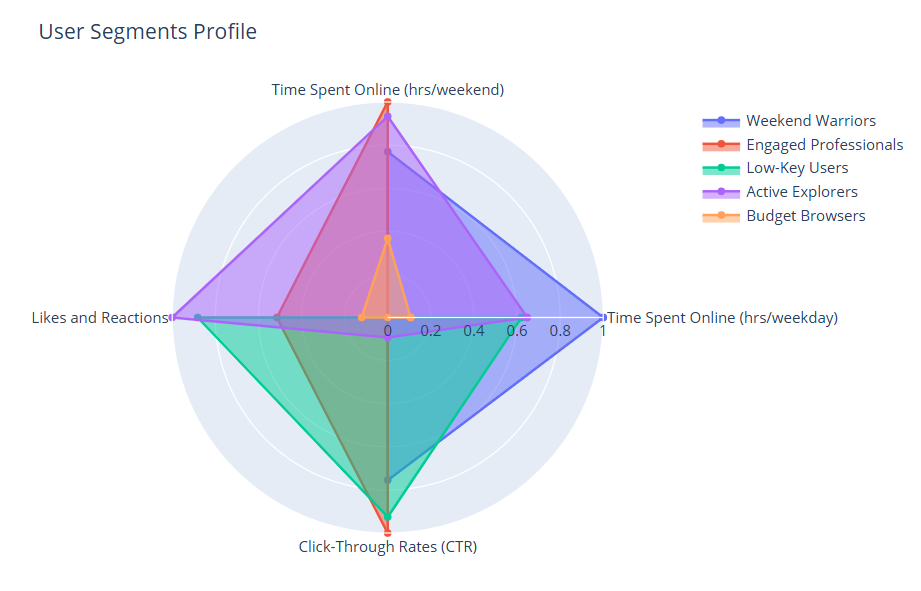 User Segments Profile
Time Spent Online (hrs/weekend)
Weekend Warriors
Engaged Professionals
Low-Key Users
Active Explorers
Budget Browsers
Likes and Reactions
Time Spent Online (hrs/weekday)
0 0.2 0.4 0.6 0.8 1
Click-Through Rates (CTR)